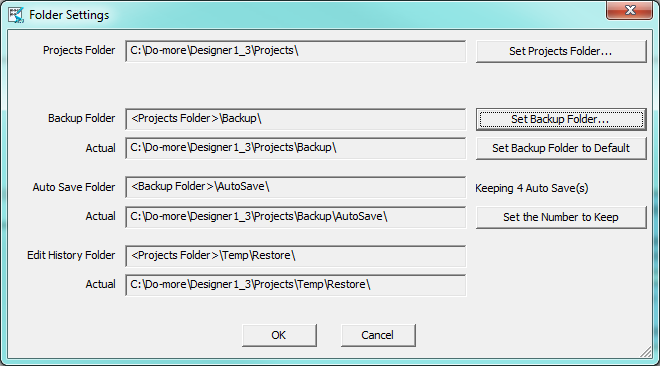 Folder Settings
Projects Folder C:\Do-more\Designer1_3\Projects\ Set Projects Folder...
Backup Folder <Projects Folder>\Backup\ Set Backup Folder...
Actual C:\Do-more\Designer1_3\Projects\Backup\ Set Backup Folder to Default
Auto Save Folder <Backup Folder>\AutoSave\ Keeping 4 Auto Save(s)
Actual C:\Do-more\Designer1_3\Projects\Backup\AutoSave\ Set the Number to Keep
Edit History Folder <Projects Folder>\Temp\Restore\
Actual C:\Do-more\Designer1_3\Projects\Temp\Restore\
OK Cancel